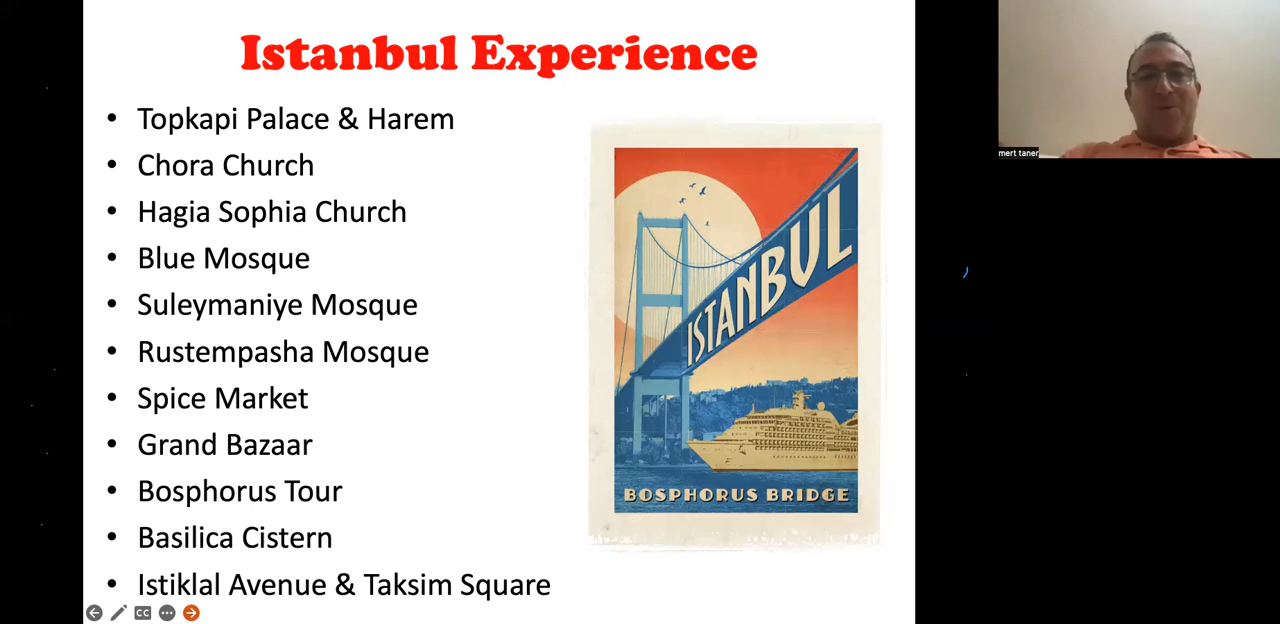 Istanbul Experience
• Topkapi Palace & Harem
• Chora Church
• Hagia Sophia Church
• Blue Mosque
• Suleymaniye Mosque
• Rustempasha Mosque
• Spice Market
• Grand Bazaar
• Bosphorus Tour
• Basilica Cistern
• Istiklal Avenue & Taksim Square
ISTANBUL
BOSPHORUS BRIDGE
CC
mert taner